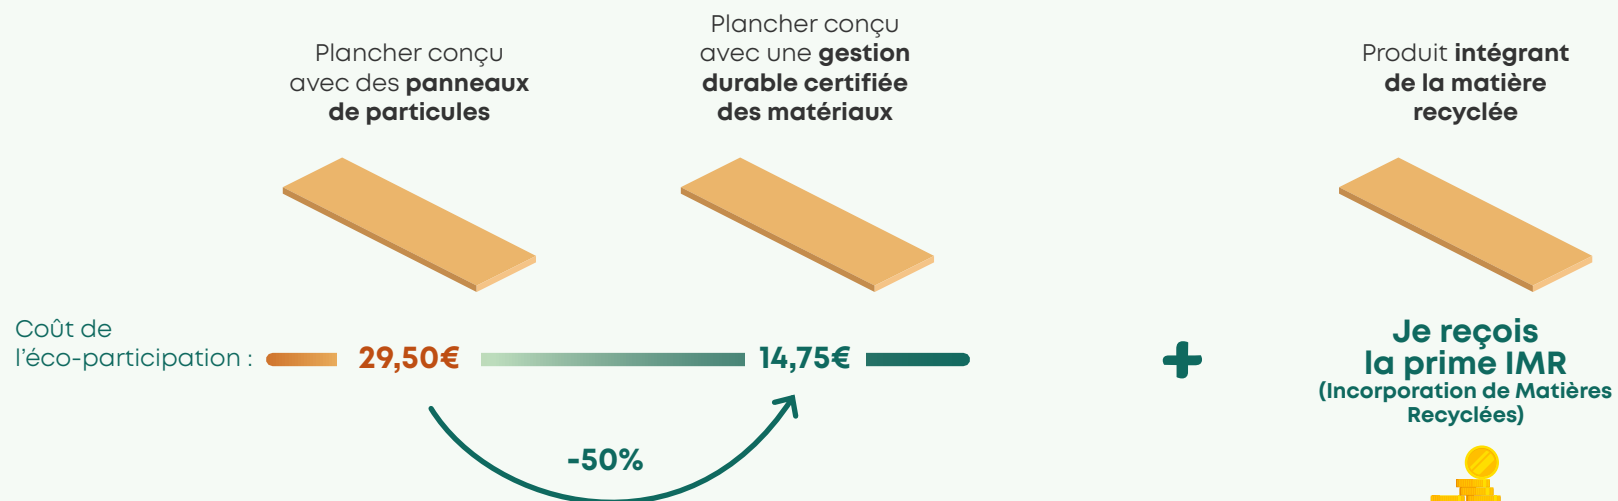 Plancher conçu
avec des panneaux
de particules
Plancher conçu
avec une gestion
durable certifiée
des matériaux
Produit intégrant
de la matière
recyclée
Coût de
l'éco-participation :
29,50€
14,75€
-50%
Je reçois
la prime IMR
(Incorporation de Matières
Recyclées)